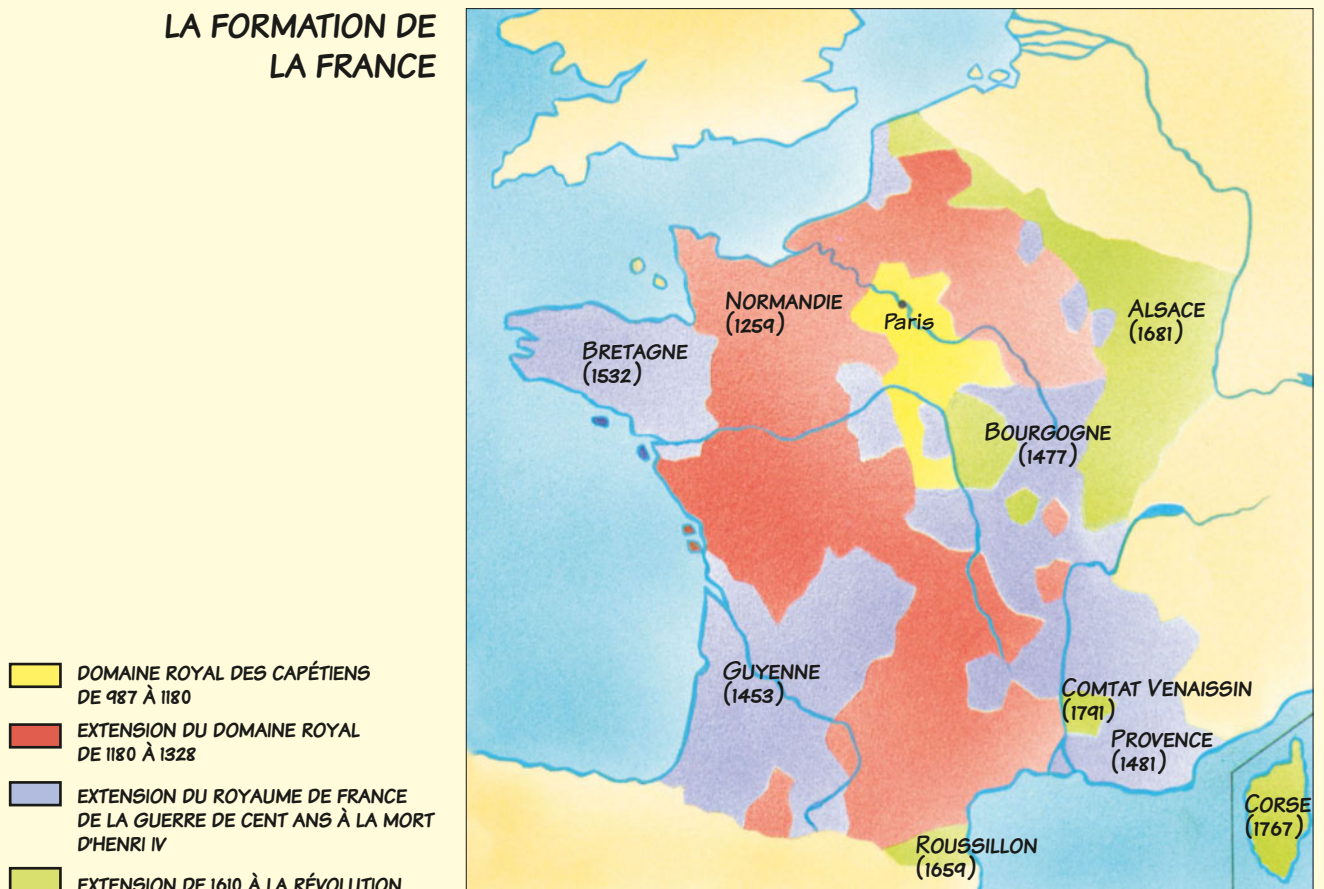 LA FORMATION DE
LA FRANCE
NORMANDIE
(1259)
Paris
ALSACE
(1681)
BRETAGNE
(1532)
BOURGOGNE
(1477)
GUYENNE
(1453)
COMTAT VENAISSIN
(1791)
PROVENCE
(1481)
CORSE
(1767)
ROUSSILLON
(1659)
DOMAINE ROYAL DES CAPÉTIENS
DE 987 À 1180
EXTENSION DU DOMAINE ROYAL
DE 1180 À 1328
EXTENSION DU ROYAUME DE FRANCE
DE LA GUERRE DE CENT ANS À LA MORT
D'HENRI IV
EXTENSION DE 1610 À LA RÉVOLUTION